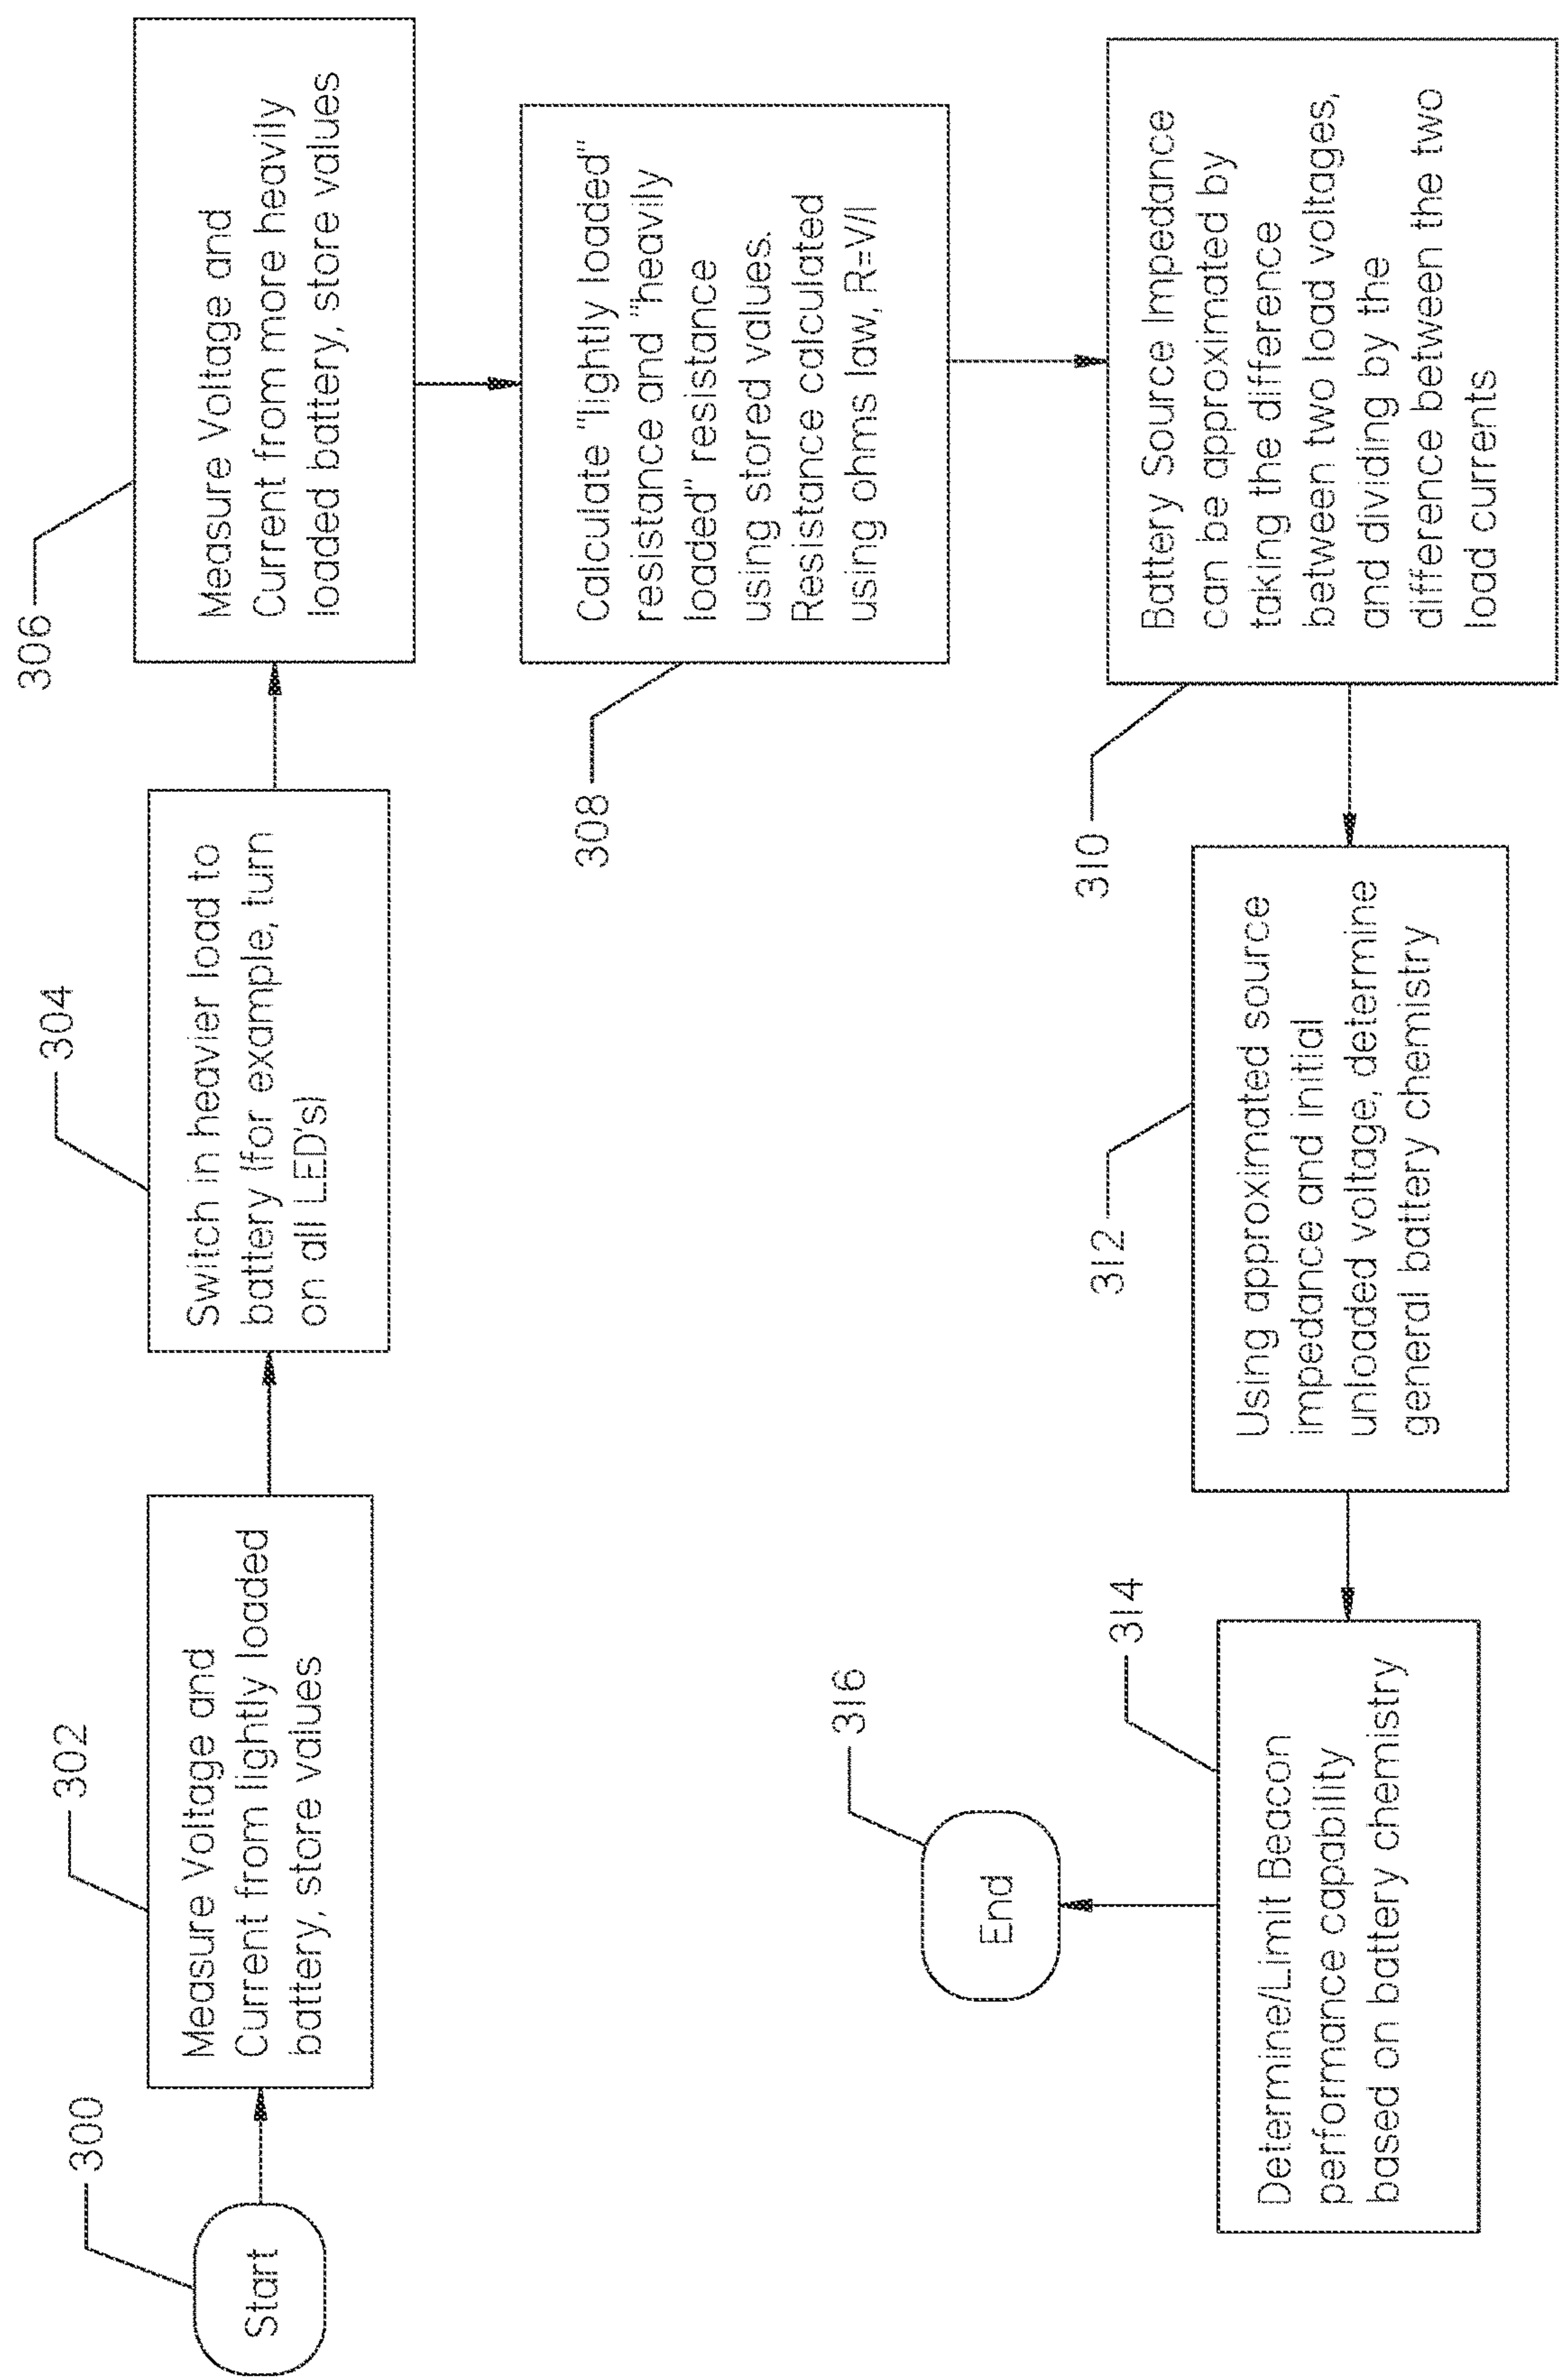 300
Start
302
Measure Voltage and
Current from lightly loaded
battery, store values
304
Switch in heavier load to
battery (for example, turn
on all LED's)
306
Measure Voltage and
Current from more heavily
loaded battery, store values
308
Calculate "lightly loaded"
resistance and "heavily
loaded" resistance
using stored values.
Resistance calculated
using ohms law, R=V/I
310
Battery Source Impedance
can be approximated by
taking the difference
between two load voltages,
and dividing by the
difference between the two
load currents
312
Using approximated source
impedance and initial
unloaded voltage, determine
general battery chemistry
314
Determine/Limit Beacon
performance capability
based on battery chemistry
316
End